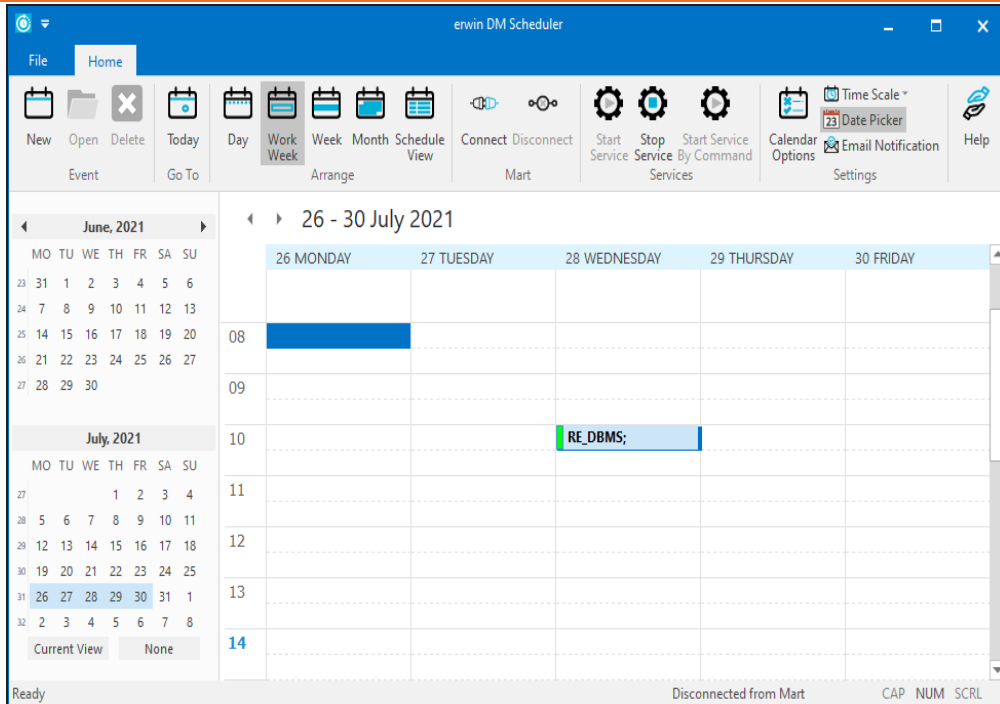 erwin DM Scheduler
File Home
New Open Delete Today Day Work Week Week Month Schedule View Connect Disconnect Start Service Stop Service Start Service By Command Calendar Options Time Scale
23 Date Picker
Email Notification
Help
Event Go To Arrange Mart Services Settings
June, 2021
MO TU WE TH FR SA SU
23 31 1 2 3 4 5 6
24 7 8 9 10 11 12 13
25 14 15 16 17 18 19 20
26 21 22 23 24 25 26 27
27 28 29 30
July, 2021
MO TU WE TH FR SA SU
27 1 2 3 4
28 5 6 7 8 9 10 11
29 12 13 14 15 16 17 18
30 19 20 21 22 23 24 25
31 26 27 28 29 30 31 1
32 2 3 4 5 6 7 8
Current View None
26 - 30 July 2021
26 MONDAY 27 TUESDAY 28 WEDNESDAY 29 THURSDAY 30 FRIDAY
08
09
10 RE_DBMS;
11
12
13
14
Ready Disconnected from Mart CAP NUM SCRL